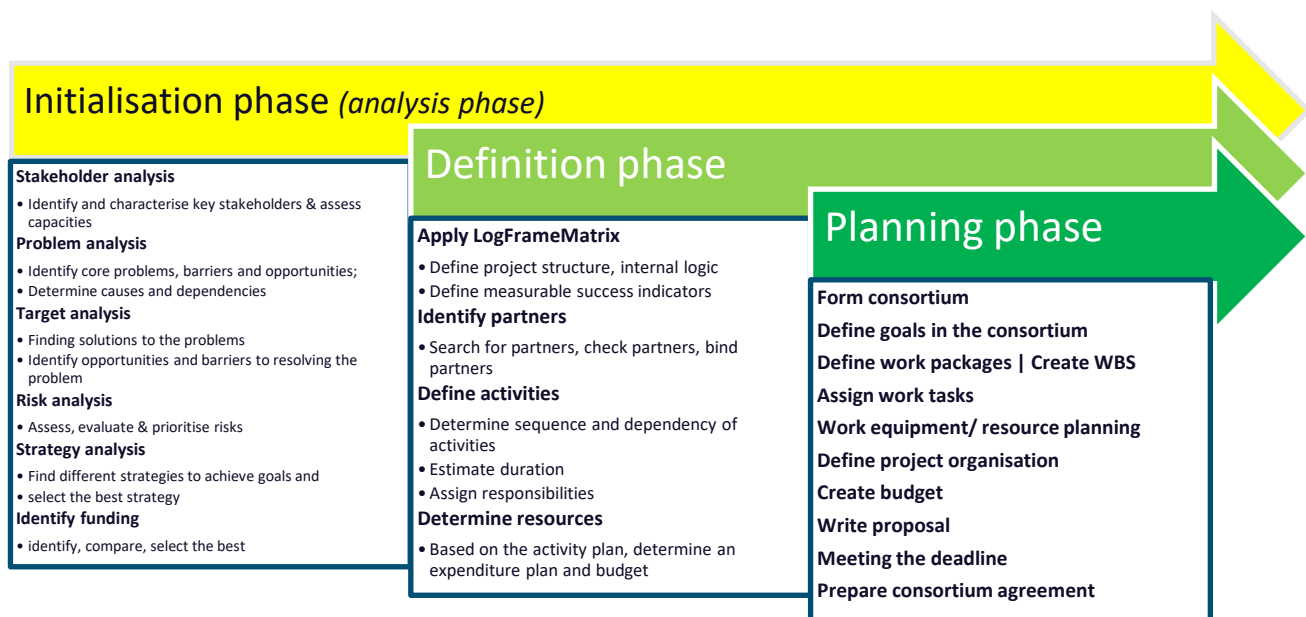 Initialisation phase (analysis phase)
Stakeholder analysis
• Identify and characterise key stakeholders & assess
capacities
Problem analysis
• Identify core problems, barriers and opportunities;
• Determine causes and dependencies
Target analysis
• Finding solutions to the problems
• Identify opportunities and barriers to resolving the
problem
Risk analysis
• Assess, evaluate & prioritise risks
Strategy analysis
• Find different strategies to achieve goals and
• select the best strategy
Identify funding
• identify, compare, select the best
Definition phase
Apply LogFrameMatrix
• Define project structure, internal logic
• Define measurable success indicators
Identify partners
• Search for partners, check partners, bind
partners
Define activities
• Determine sequence and dependency of
activities
• Estimate duration
• Assign responsibilities
Determine resources
• Based on the activity plan, determine an
expenditure plan and budget
Planning phase
Form consortium
Define goals in the consortium
Define work packages | Create WBS
Assign work tasks
Work equipment/ resource planning
Define project organisation
Create budget
Write proposal
Meeting the deadline
Prepare consortium agreement